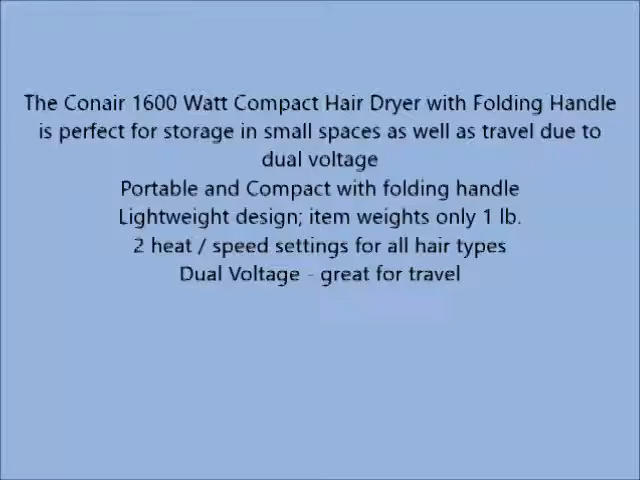 The Conair 1600 Watt Compact Hair Dryer with Folding Handle
is perfect for storage in small spaces as well as travel due to
dual voltage
Portable and Compact with folding handle
Lightweight design; item weights only 1 lb.
2 heat / speed settings for all hair types
Dual Voltage - great for travel